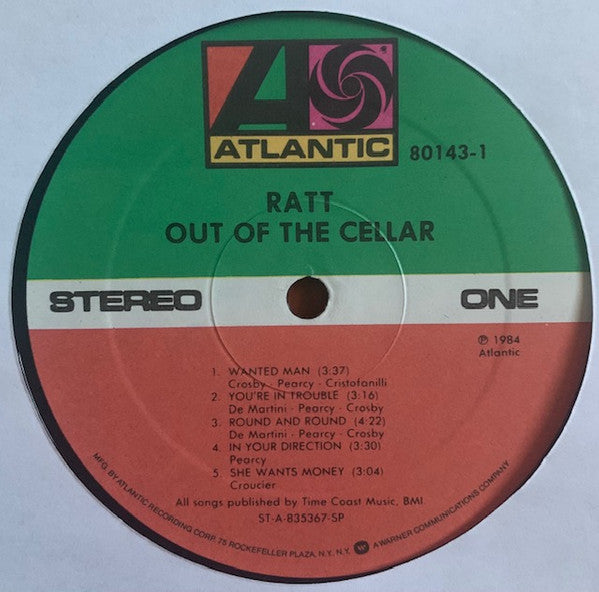 ATLANTIC
80143-1
RATT
OUT OF THE CELLAR
STEREO ONE
℗ 1984
Atlantic
1. WANTED MAN (3:37)
Crosby - Pearcy - Cristofanilli
2. YOU'RE IN TROUBLE (3:16)
De Martini - Pearcy - Crosby
3. ROUND AND ROUND (4:22)
De Martini - Pearcy - Crosby
4. IN YOUR DIRECTION (3:30)
Pearcy
5. SHE WANTS MONEY (3:04)
Croucier
All songs published by Time Coast Music, BMI.
ST-A-835367-SP
MFG. BY ATLANTIC RECORDING CORP. 75 ROCKEFELLER PLAZA, N.Y. N.Y. A WARNER COMMUNICATIONS COMPANY